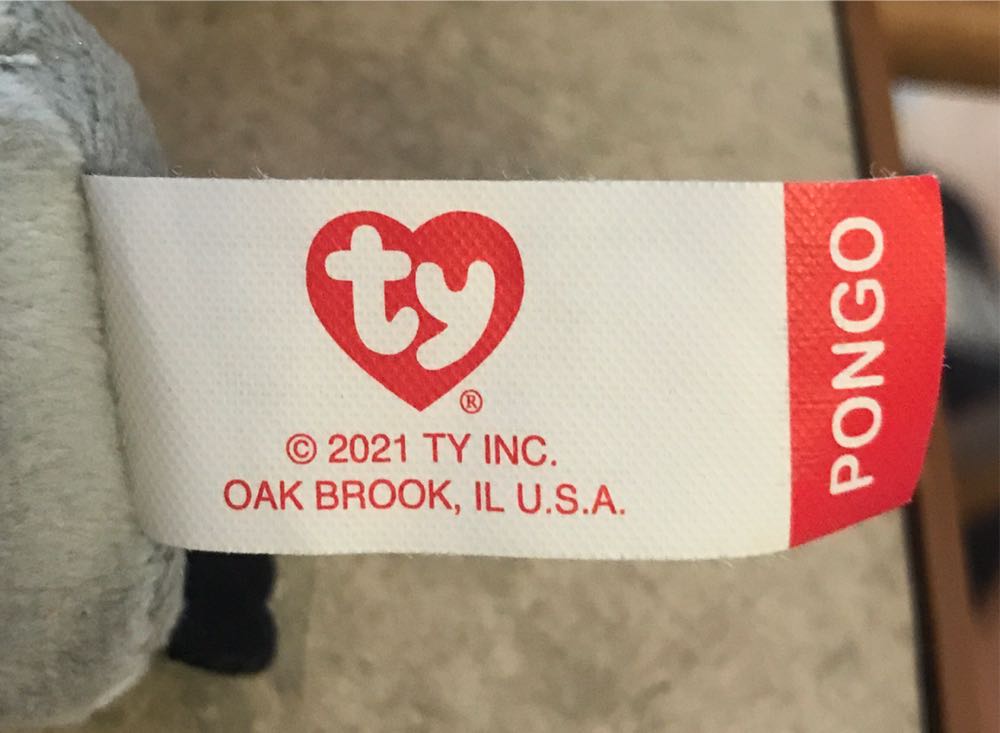 ty
®
© 2021 TY INC.
OAK BROOK, IL U.S.A.
PONGO